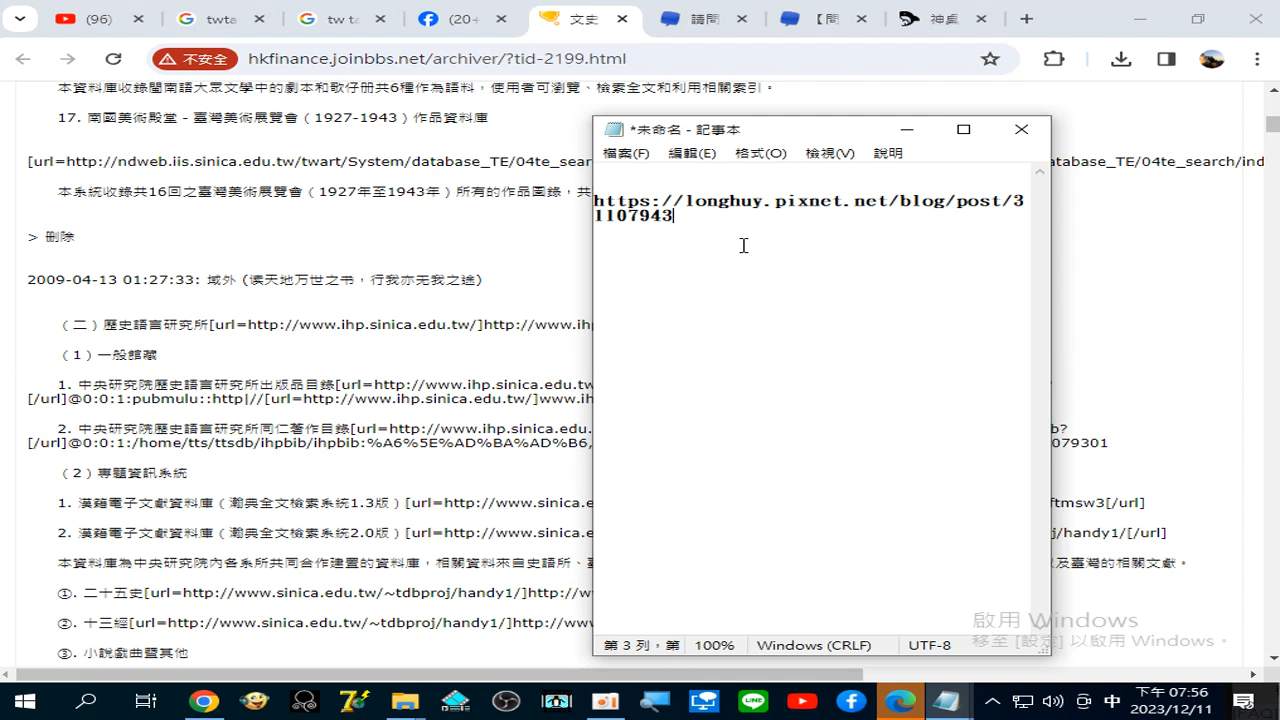 (96)
twta
tw ta
(20+
文史
請問
【問
神桌
不安全
hkfinance.joinbbs.net/archiver/?tid-2199.html
本資料庫收錄閩南語大眾文學中的劇本和歌仔冊共6種作為語料，使用者可瀏覽、檢索全文和利用相關索引。
17. 南國美術殿堂－臺灣美術展覽會（1927-1943）作品資料庫
[url=http://ndweb.iis.sinica.edu.tw/twart/System/database_TE/04te_sear
database_TE/04te_search/ind
本系統收錄共16回之臺灣美術展覽會（1927年至1943年）所有的作品圖錄，共
> 刪除
2009-04-13 01:27:33: 域外 (读天地万世之书，行我亦无我之途)
（二）歷史語言研究所[url=http://www.ihp.sinica.edu.tw/]http://www.ihp
（1）一般館藏
1. 中央研究院歷史語言研究所出版品目錄[url=http://www.ihp.sinica.edu.tw/
[/url]@0:0:1:pubmulu::http|//[url=http://www.ihp.sinica.edu.tw/]www.ih
2. 中央研究院歷史語言研究所同仁著作目錄[url=http://www.ihp.sinica.edu.
b?
[/url]@0:0:1:/home/tts/ttsdb/ihpbib/ihpbib:%A6%5E%AD%BA%AD%B6,
079301
（2）專題資訊系統
1. 漢籍電子文獻資料庫（瀚典全文檢索系統1.3版）[url=http://www.sinica.edu.tw
ftmsw3[/url]
2. 漢籍電子文獻資料庫（瀚典全文檢索系統2.0版）[url=http://www.sinica.edu.tw
oj/handy1/[/url]
本資料庫為中央研究院內各系所共同合作建置的資料庫，相關資料來自史語所、
以及臺灣的相關文獻。
①. 二十五史[url=http://www.sinica.edu.tw/~tdbproj/handy1/]http://ww
②. 十三經[url=http://www.sinica.edu.tw/~tdbproj/handy1/]http://www.
③. 小說戲曲暨其他
*未命名 - 記事本
檔案(F) 編輯(E) 格式(O) 檢視(V) 說明
https://longhuy.pixnet.net/blog/post/3
1107943
第 3 列，第 100% Windows (CRLF) UTF-8
啟用 Windows
移至 [設定] 以啟用 Windows。
中
下午 07:56
2023/12/11